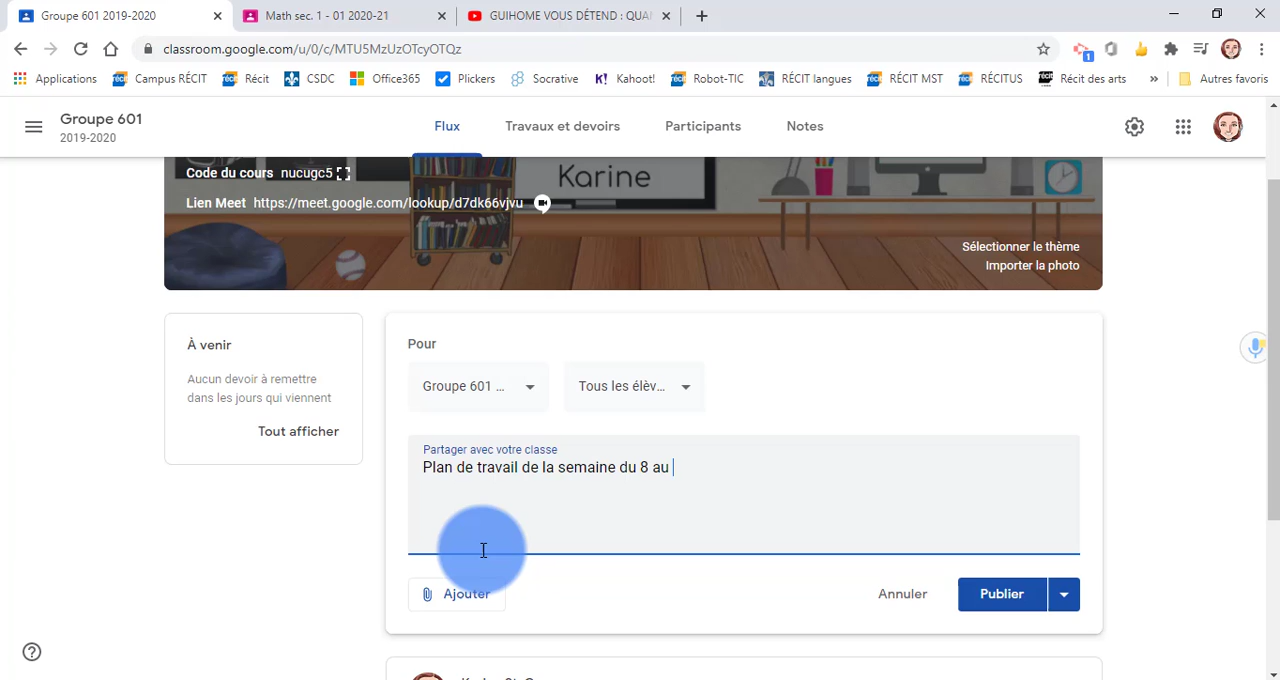 Groupe 601 2019-2020
Math sec. 1 - 01 2020-21
GUIHOME VOUS DÉTEND : QUAN
classroom.google.com/u/0/c/MTU5MzUzOTcyOTQz
1
Applications
Campus RÉCIT
Récit
CSDC
Office365
Plickers
Socrative
K!
Kahoot!
Robot-TIC
RÉCIT langues
RÉCIT MST
RÉCITUS
Récit des arts
»
Autres favoris
Groupe 601
2019-2020
Flux
Travaux et devoirs
Participants
Notes
Karine
Code du cours nucugc5
Lien Meet https://meet.google.com/lookup/d7dk66vjvu
Sélectionner le thème
Importer la photo
À venir
Aucun devoir à remettre
dans les jours qui viennent
Tout afficher
Pour
Groupe 601 ...
Tous les élèv...
Partager avec votre classe
Plan de travail de la semaine du 8 au
Ajouter
Annuler
Publier